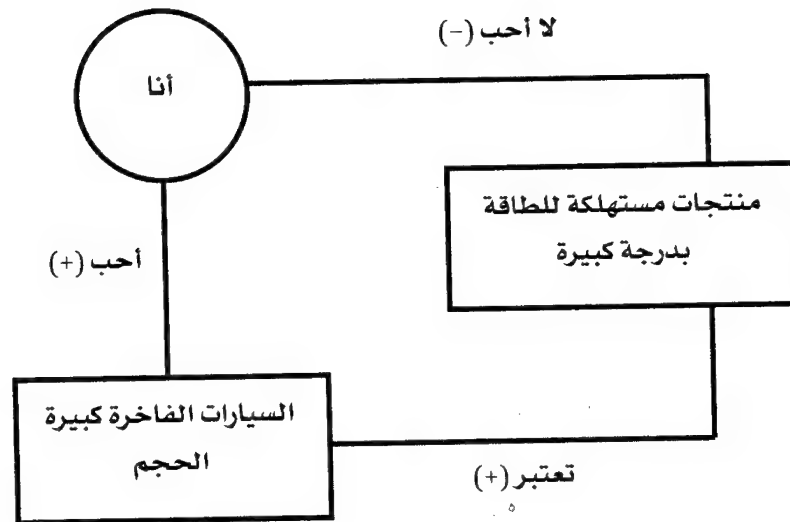 لا أحب (-)
أنا
منتجات مستهلكة للطاقة
بدرجة كبيرة
أحب (+)
السيارات الفاخرة كبيرة
الحجم
تعتبر (+)